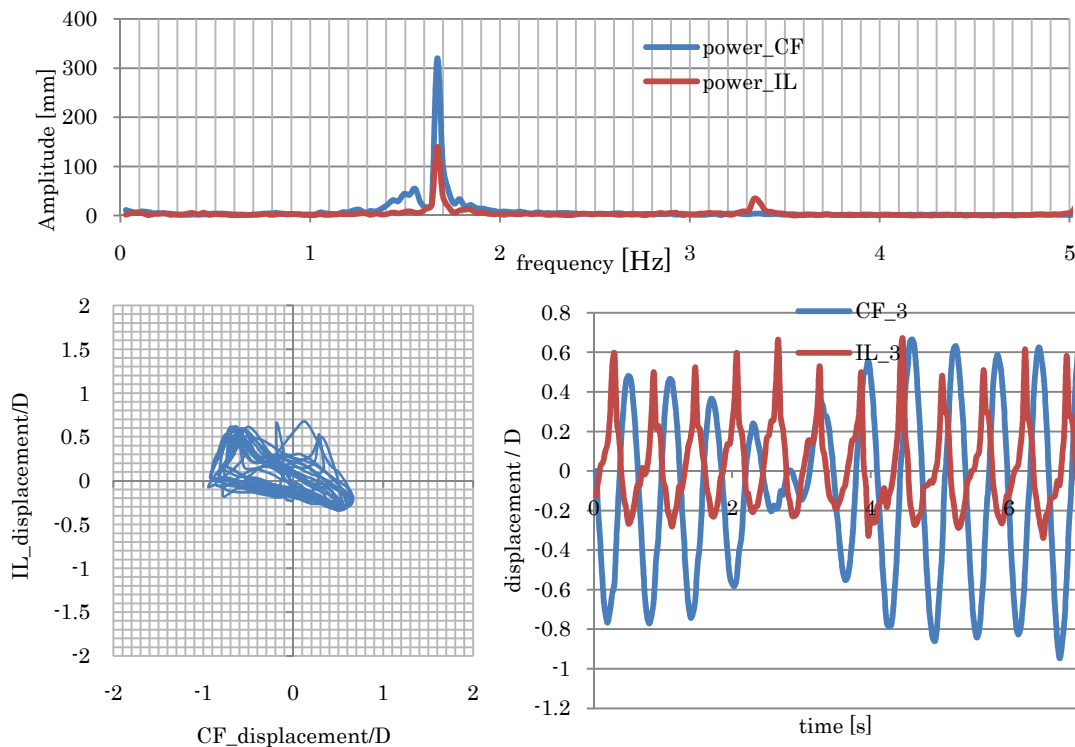 400
300
200
100
0
Amplitude [mm]
power_CF
power_IL
0 1 2 3 4 5
frequency [Hz]
2
1.5
1
0.5
0
-0.5
-1
-1.5
-2
IL_displacement/D
-2 -1 0 1 2
CF_displacement/D
0.8
0.6
0.4
0.2
0
-0.2
-0.4
-0.6
-0.8
-1
-1.2
displacement / D
CF_3
IL_3
0 2 4 6
time [s]